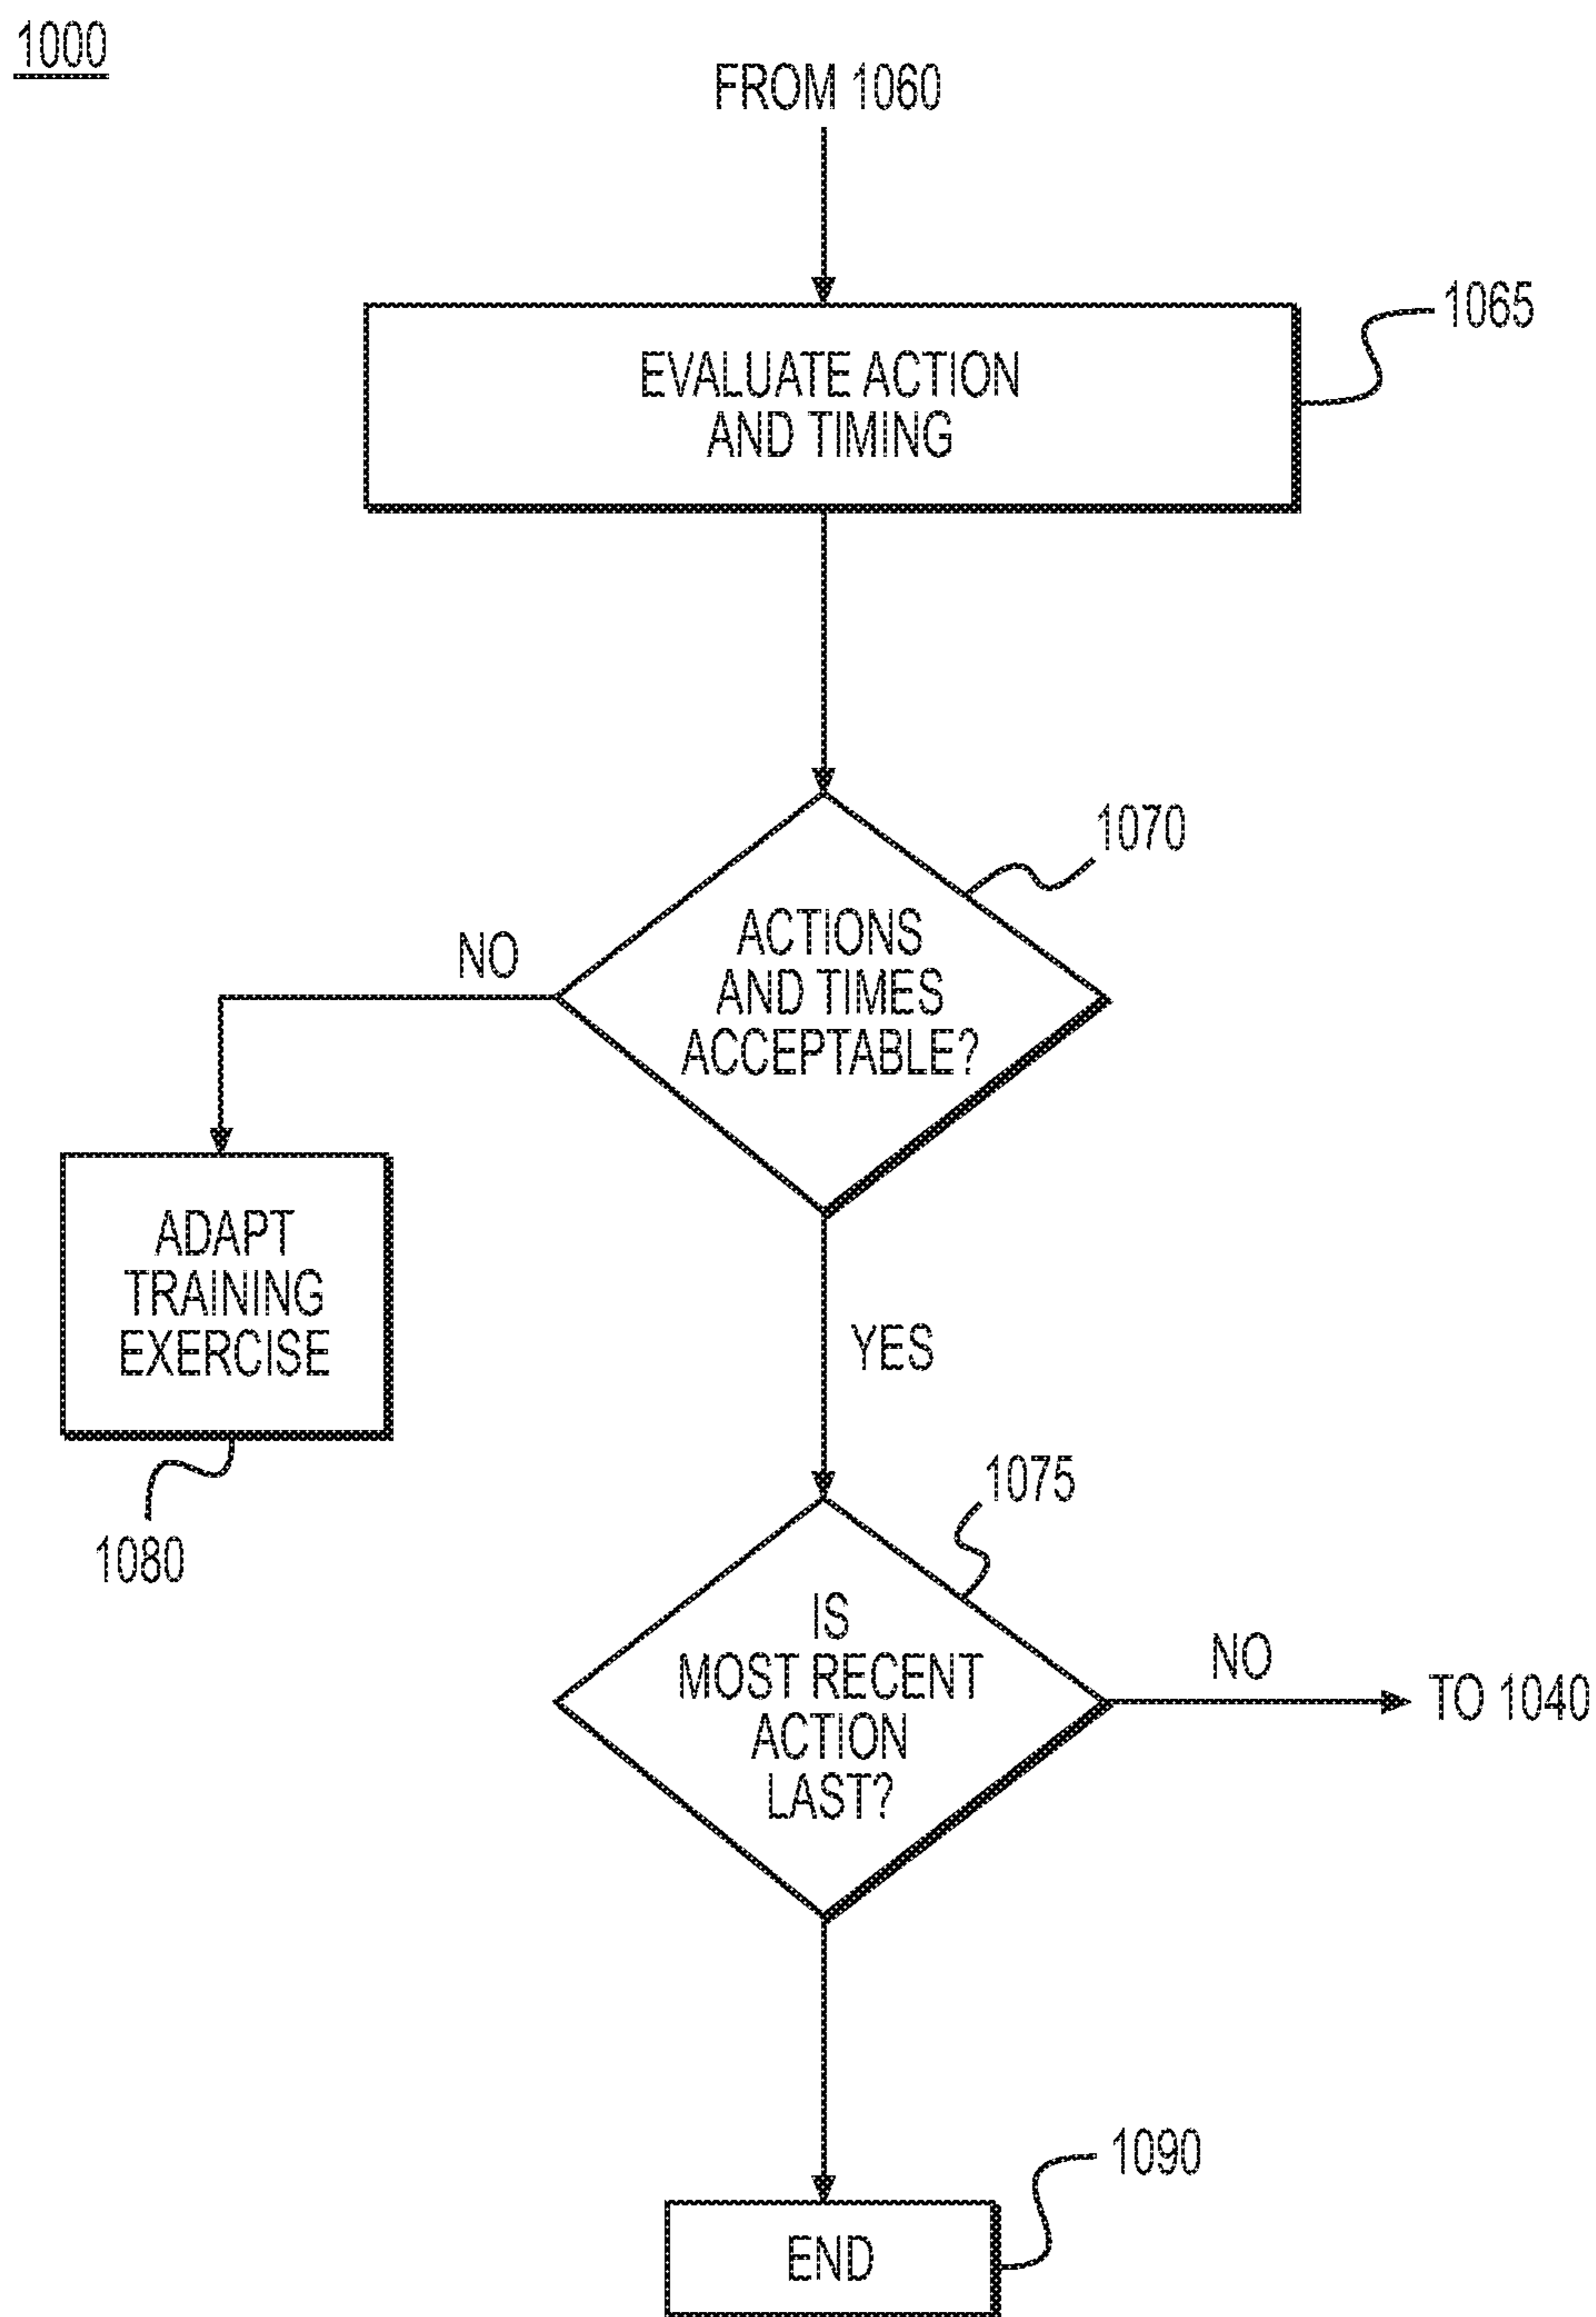 1000
FROM 1060
1065
EVALUATE ACTION
AND TIMING
1070
ACTIONS
AND TIMES
ACCEPTABLE?
NO
ADAPT
TRAINING
EXERCISE
1080
YES
1075
IS
MOST RECENT
ACTION
LAST?
NO
TO 1040
1090
END